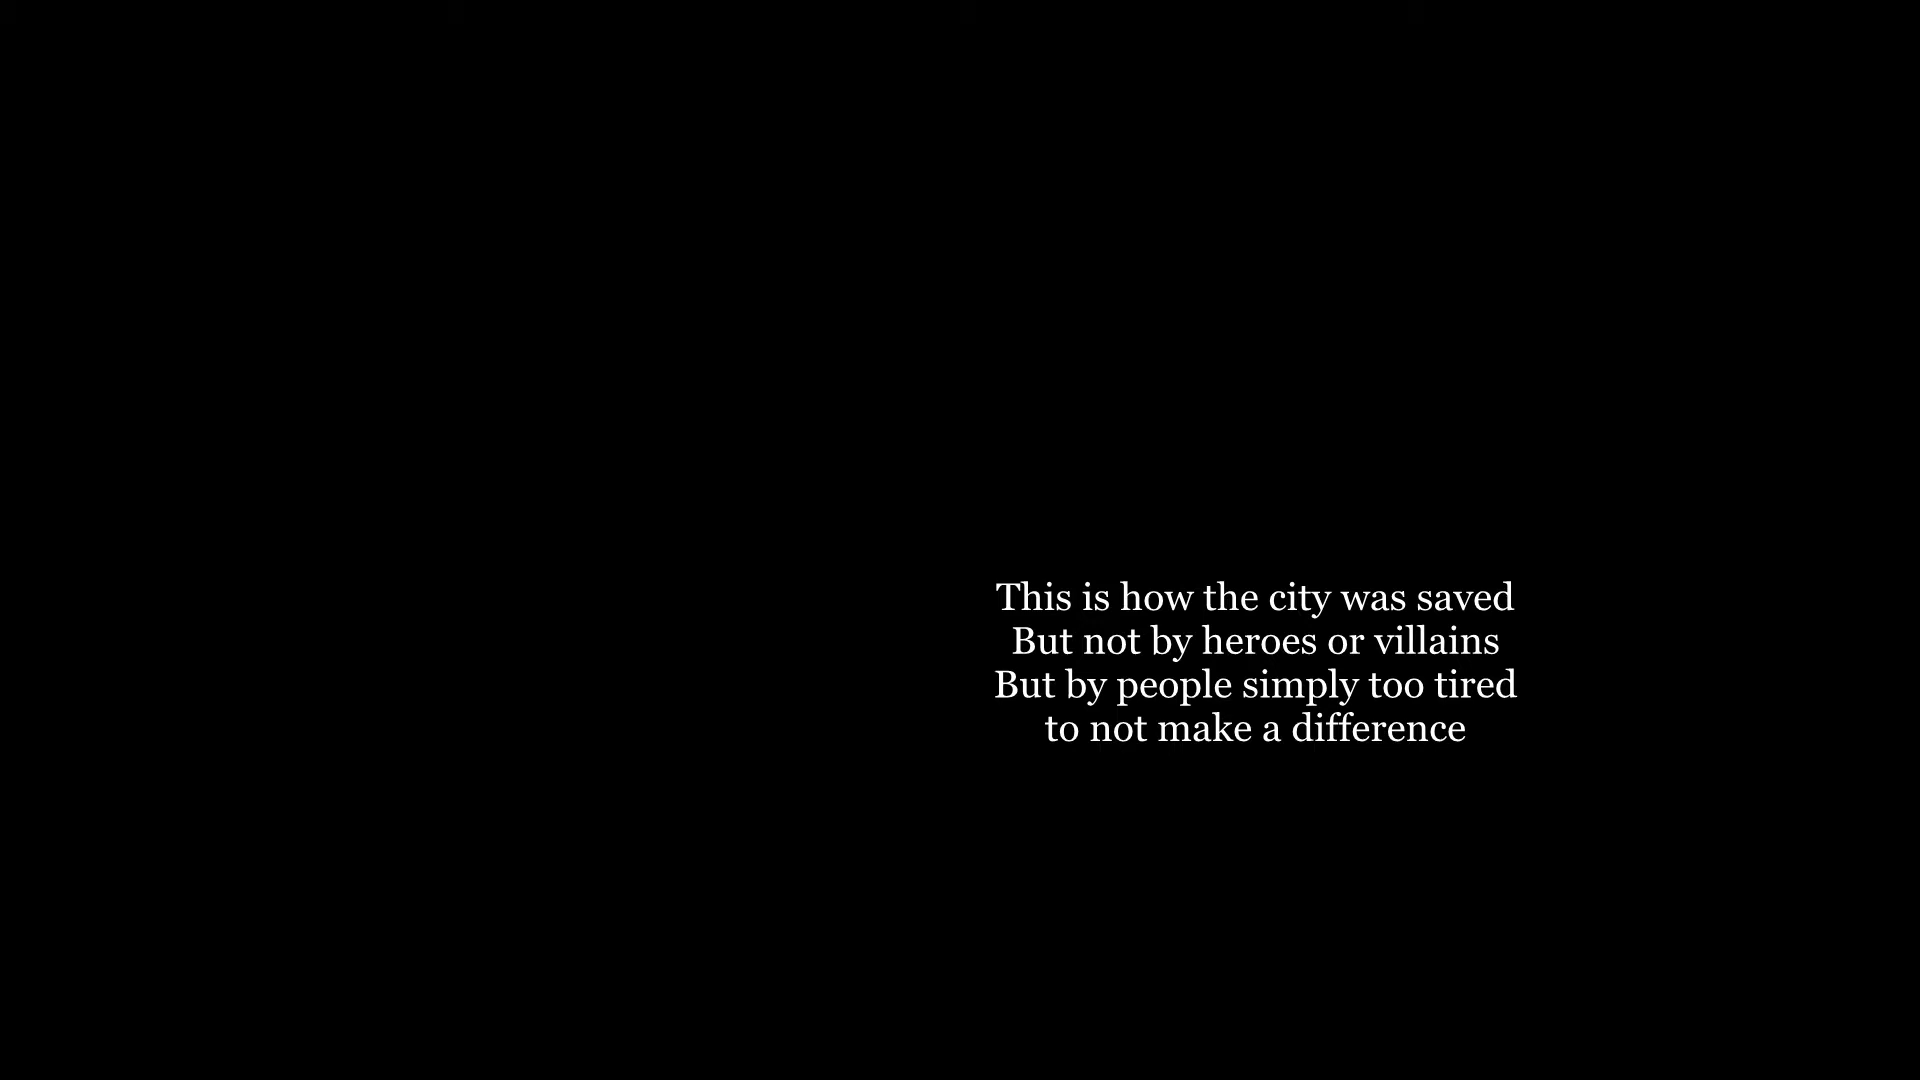 This is how the city was saved
But not by heroes or villains
But by people simply too tired
to not make a difference